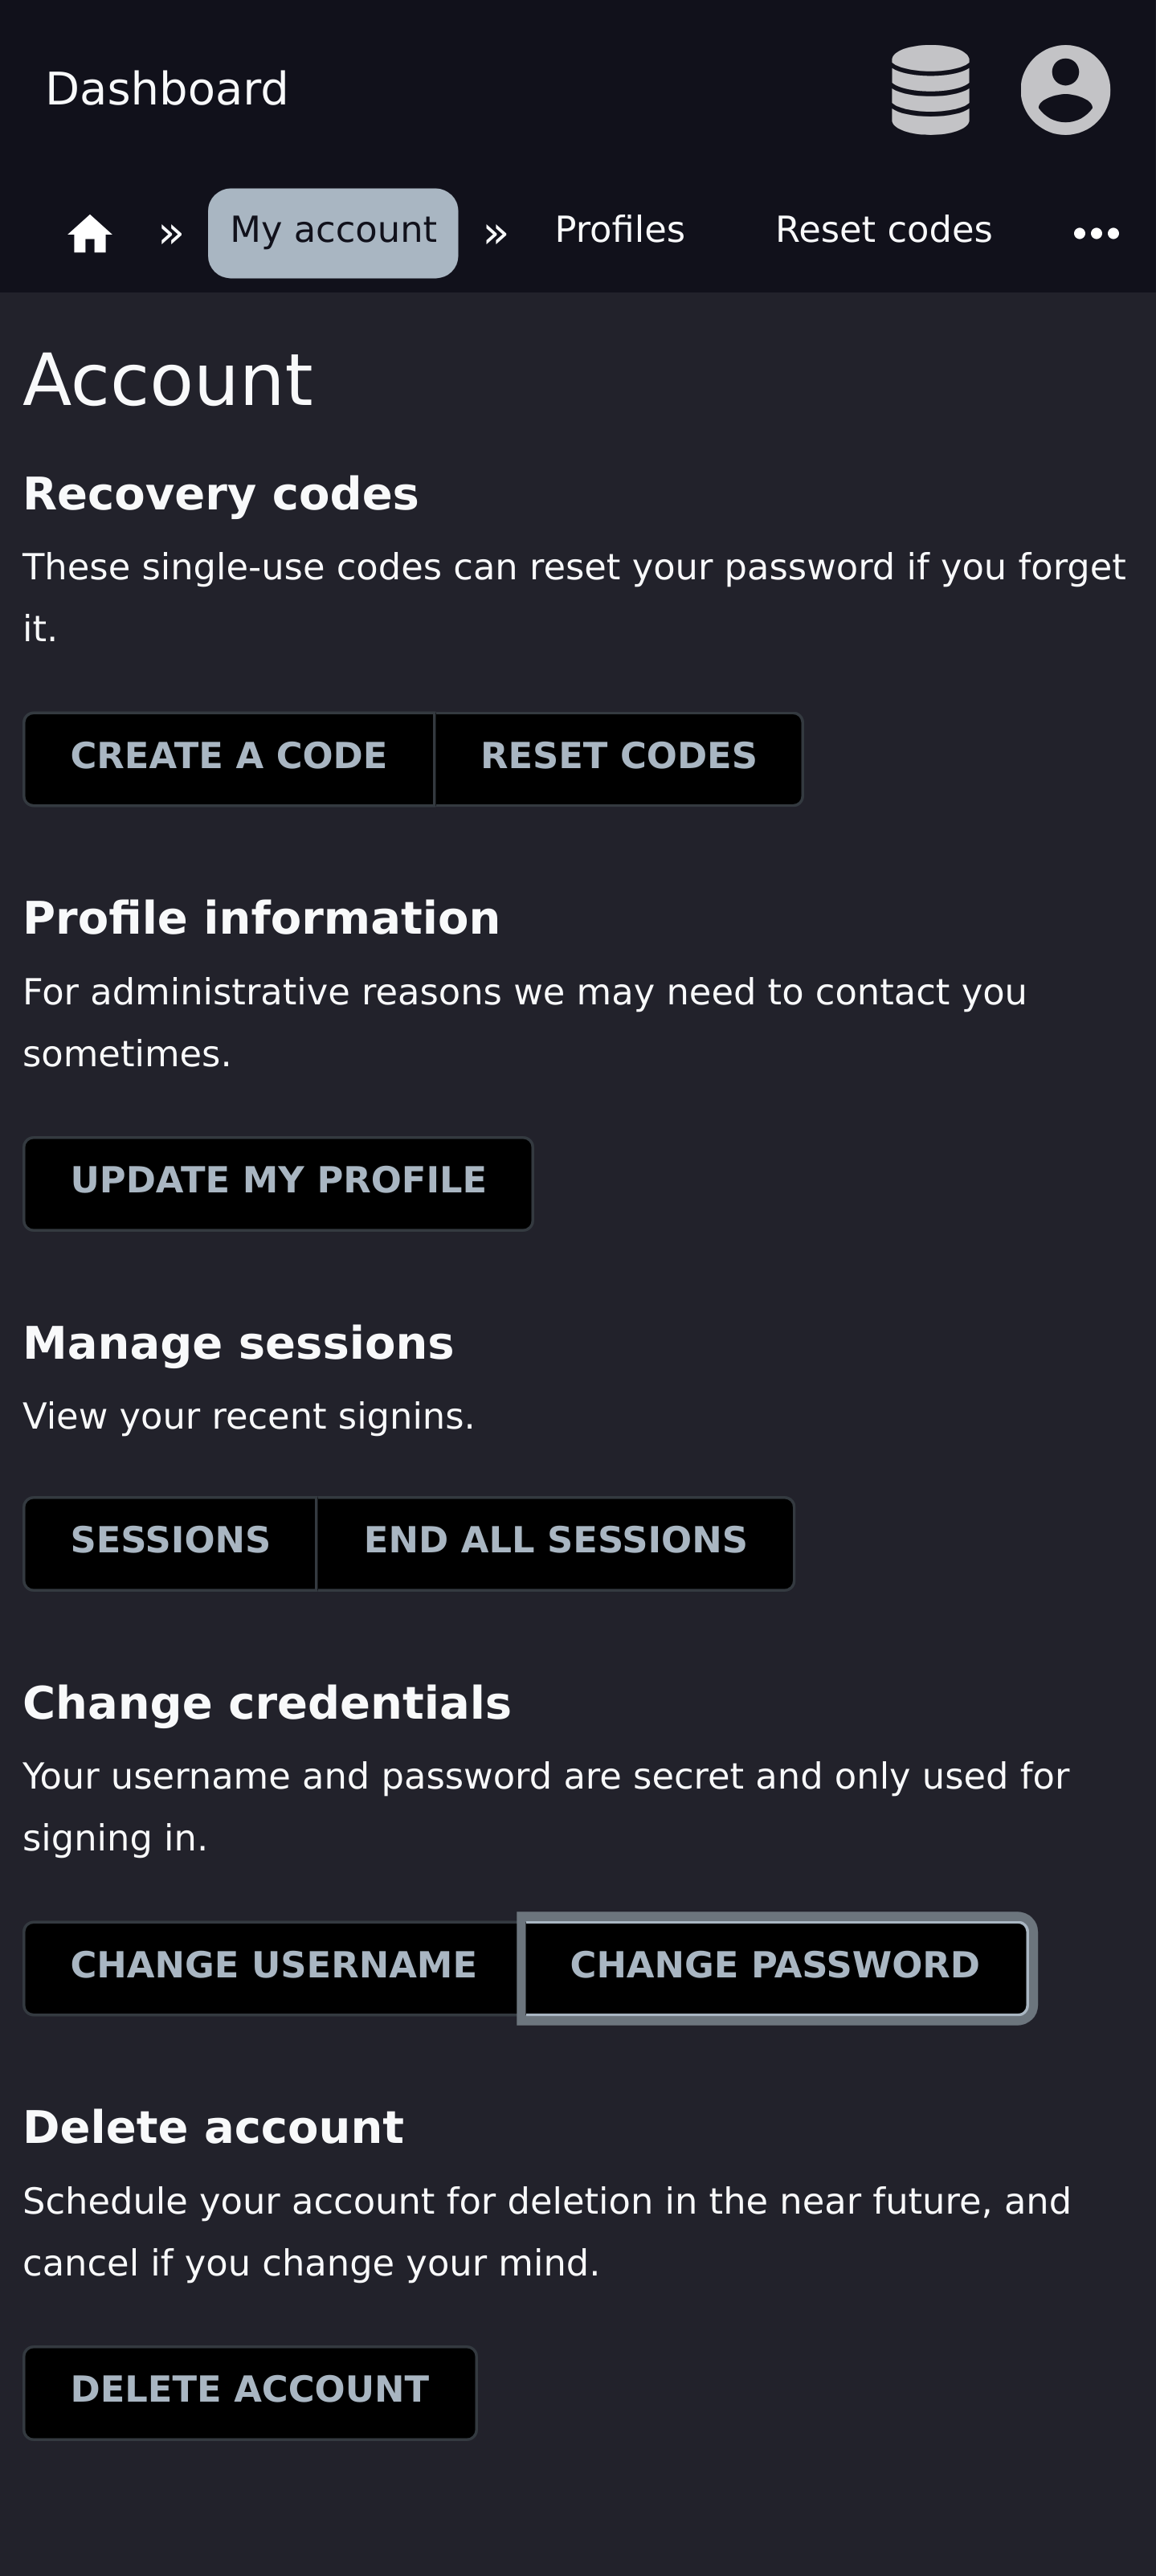 Dashboard
» My account » Profiles Reset codes •••
Account
Recovery codes
These single-use codes can reset your password if you forget
it.
CREATE A CODE RESET CODES
Profile information
For administrative reasons we may need to contact you
sometimes.
UPDATE MY PROFILE
Manage sessions
View your recent signins.
SESSIONS END ALL SESSIONS
Change credentials
Your username and password are secret and only used for
signing in.
CHANGE USERNAME CHANGE PASSWORD
Delete account
Schedule your account for deletion in the near future, and
cancel if you change your mind.
DELETE ACCOUNT